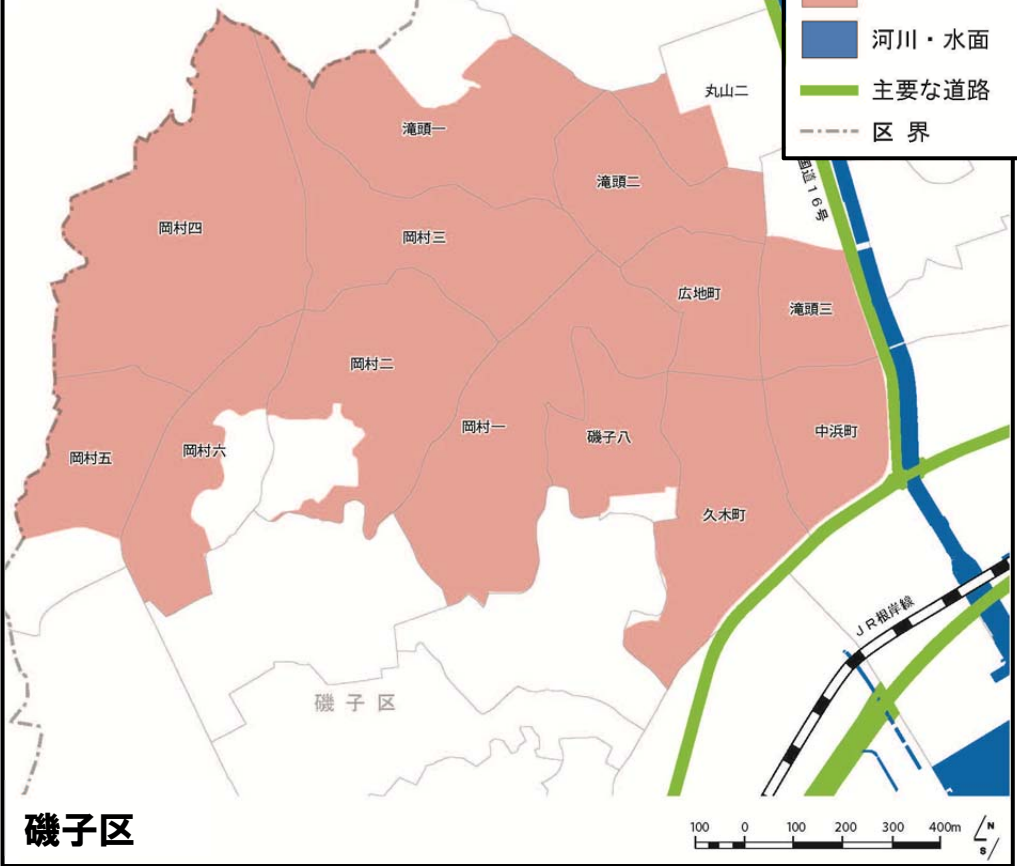 河川・水面
主要な道路
区 界
丸山二
滝頭一
国道16号
滝頭二
岡村四
岡村三
広地町
滝頭三
岡村二
岡村一
磯子八
中浜町
岡村六
岡村五
久木町
JR根岸線
磯子区
磯子区
100 0 100 200 300 400m
N
S